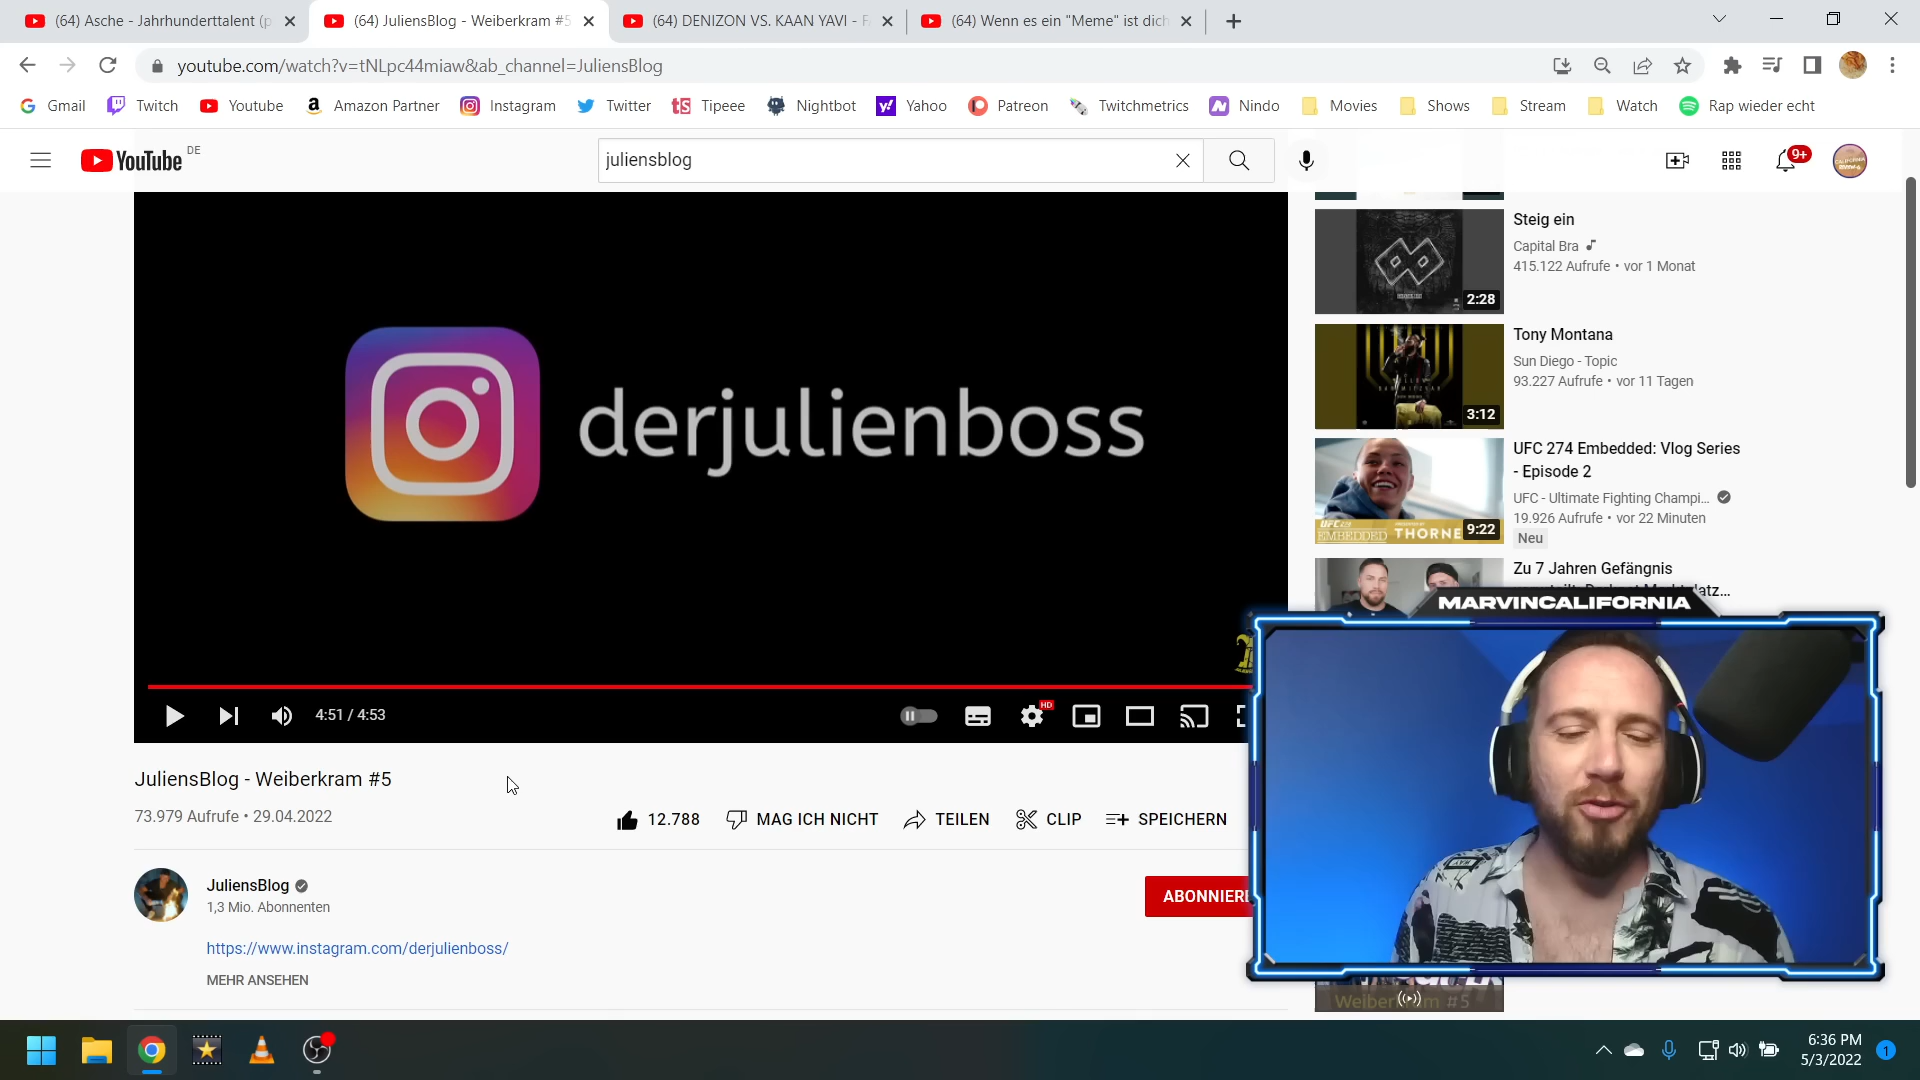 (64) Asche - Jahrhunderttalent (p
(64) JuliensBlog - Weiberkram #5
(64) DENIZON VS. KAAN YAVI - F
(64) Wenn es ein "Meme" ist dich
youtube.com/watch?v=tNLpc44miaw&ab_channel=JuliensBlog
Gmail
Twitch
Youtube
Amazon Partner
Instagram
Twitter
Tipeee
Nightbot
Yahoo
Patreon
Twitchmetrics
Nindo
Movies
Shows
Stream
Watch
Rap wieder echt
YouTube DE
juliensblog
9+
derjulienboss
4:51 / 4:53
HD
JuliensBlog - Weiberkram #5
73.979 Aufrufe • 29.04.2022
12.788
MAG ICH NICHT
TEILEN
CLIP
SPEICHERN
JuliensBlog
1,3 Mio. Abonnenten
ABONNIERE
https://www.instagram.com/derjulienboss/
MEHR ANSEHEN
Steig ein
Capital Bra
415.122 Aufrufe • vor 1 Monat
2:28
Tony Montana
Sun Diego - Topic
93.227 Aufrufe • vor 11 Tagen
3:12
UFC 274 Embedded: Vlog Series
- Episode 2
UFC - Ultimate Fighting Champi...
19.926 Aufrufe • vor 22 Minuten
Neu
EMBEDDED THORNE 9:22
Zu 7 Jahren Gefängnis
MARVINCALIFORNIA
Weiberkram #5
6:36 PM
5/3/2022
1